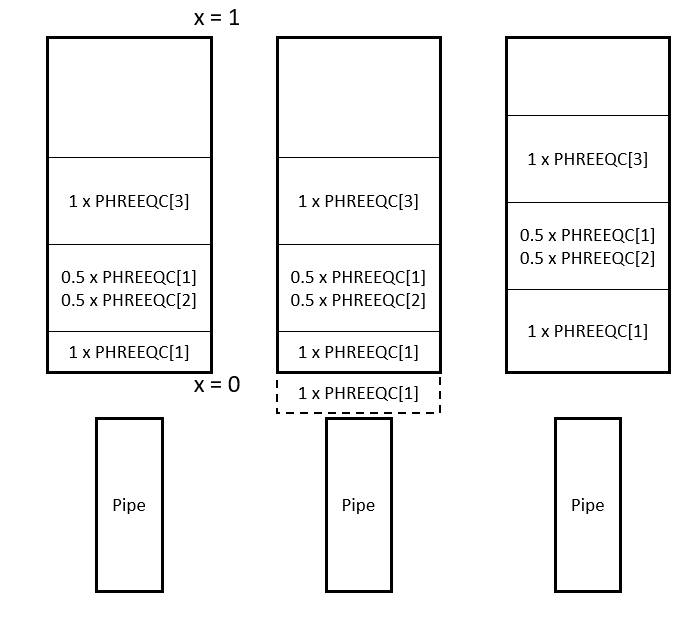 x = 1
1 x PHREEQC[3]
0.5 x PHREEQC[1]
0.5 x PHREEQC[2]
1 x PHREEQC[1]
x = 0
Pipe
1 x PHREEQC[3]
0.5 x PHREEQC[1]
0.5 x PHREEQC[2]
1 x PHREEQC[1]
1 x PHREEQC[1]
Pipe
1 x PHREEQC[3]
0.5 x PHREEQC[1]
0.5 x PHREEQC[2]
1 x PHREEQC[1]
Pipe